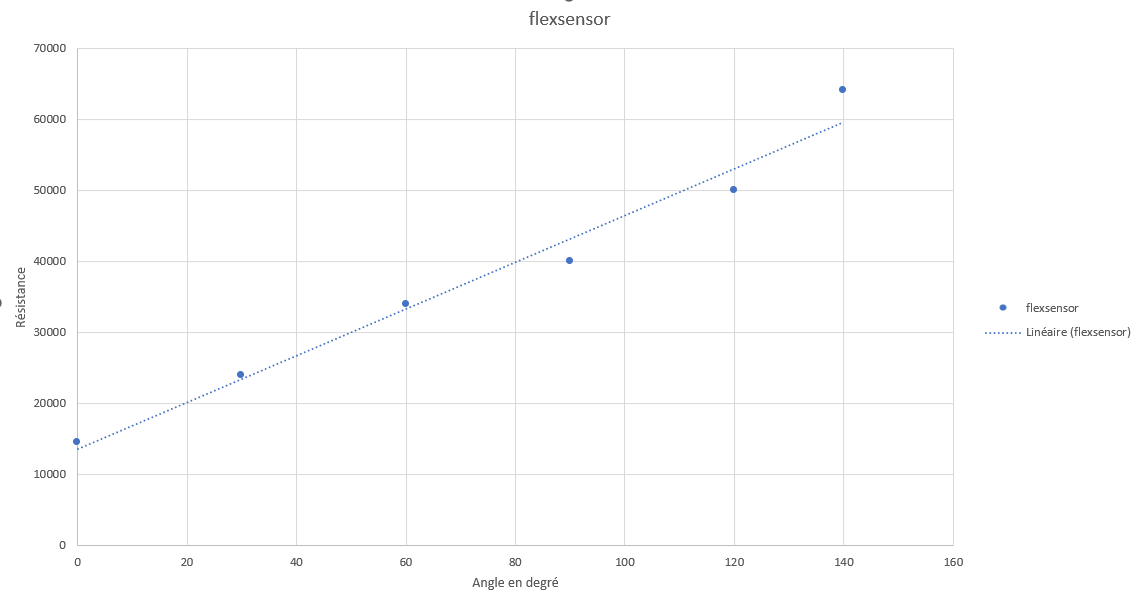 flexsensor
70000
60000
50000
40000
30000
20000
10000
0
Résistance
0 20 40 60 80 100 120 140 160
Angle en degré
flexsensor
Linéaire (flexsensor)